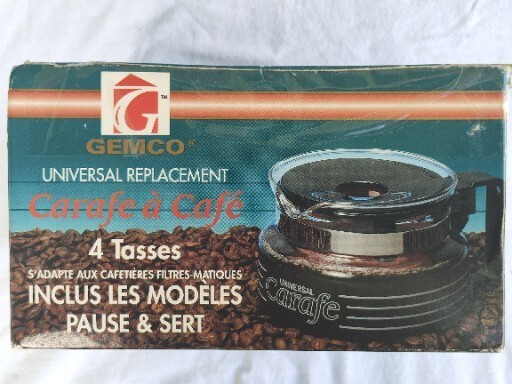 G™
GEMCO®
UNIVERSAL REPLACEMENT
Carafe à Café
4 Tasses
S'ADAPTE AUX CAFETIÈRES FILTRES-MATIQUES
INCLUS LES MODÈLES
PAUSE & SERT
UNIVERSAL
Carafe